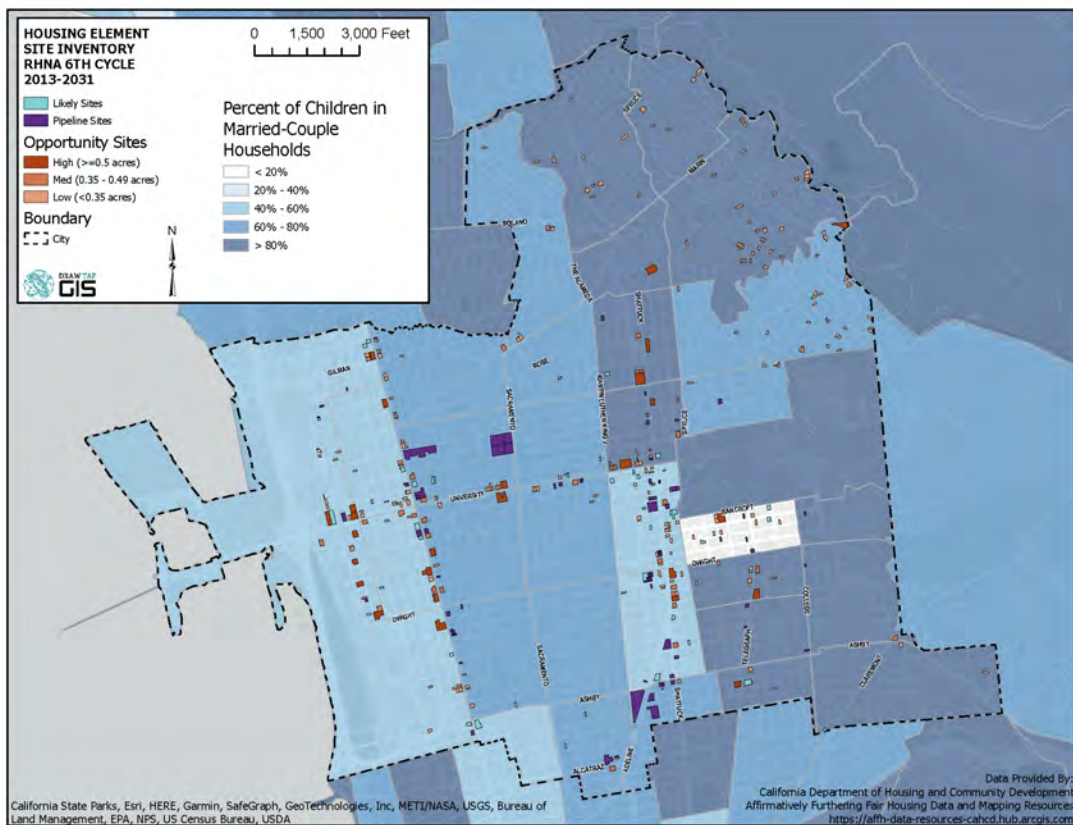 HOUSING ELEMENT
SITE INVENTORY
RHNA 6TH CYCLE
2013-2031
Likely Sites
Pipeline Sites
Opportunity Sites
High (>=0.5 acres)
Med (0.35 - 0.49 acres)
Low (<0.35 acres)
Boundary
City
DRAW TAP
GIS
N
0 1,500 3,000 Feet
Percent of Children in
Married-Couple
Households
< 20%
20% - 40%
40% - 60%
60% - 80%
> 80%
SPRUCE
MARIN
SOLANO
THE ALAMEDA
SHATTUCK
GILMAN
ROSE
SACRAMENTO
MARTIN LUTHER KING J
SPRUCE
6TH
UNIVERSITY
BANCROFT
DWIGHT
DWIGHT
COLLEGE
TELEGRAPH
ASHBY
CLAREMONT
SACRAMENTO
ASHBY
SHATTUCK
ADELINE
ALCATRAZ
California State Parks, Esri, HERE, Garmin, SafeGraph, GeoTechnologies, Inc, METI/NASA, USGS, Bureau of
Land Management, EPA, NPS, US Census Bureau, USDA
Data Provided By:
California Department of Housing and Community Development
Affirmatively Furthering Fair Housing Data and Mapping Resources
https://affh-data-resources-cahcd.hub.arcgis.com